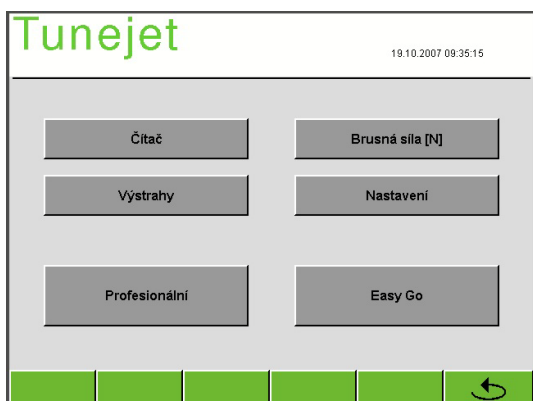 Tunejet
19.10.2007 09:35:15
Čítač
Brusná síla [N]
Výstrahy
Nastavení
Profesionální
Easy Go